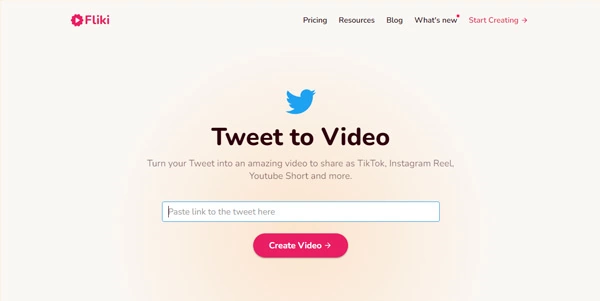 Fliki
Pricing Resources Blog What's new Start Creating →
Tweet to Video
Turn your Tweet into an amazing video to share as TikTok, Instagram Reel,
Youtube Short and more.
Paste link to the tweet here
Create Video →